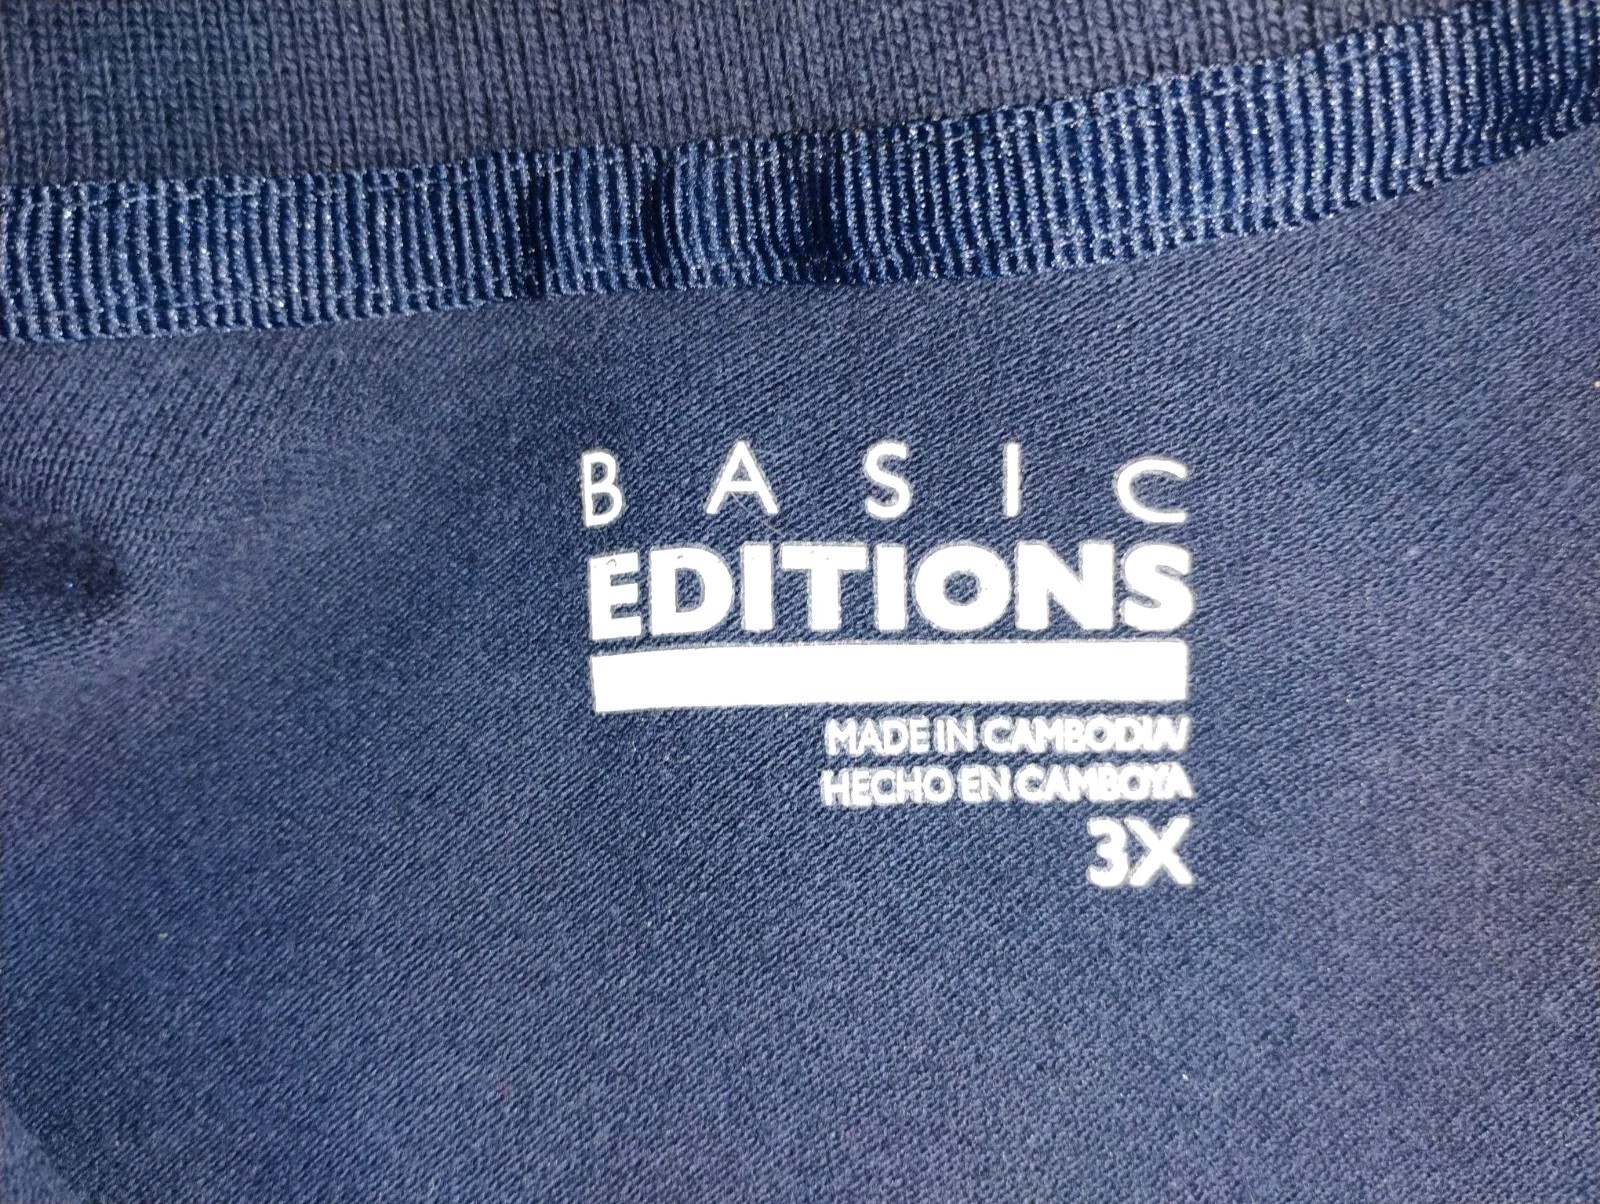 BASIC
EDITIONS
MADE IN CAMBODIA/
HECHO EN CAMBOYA
3X